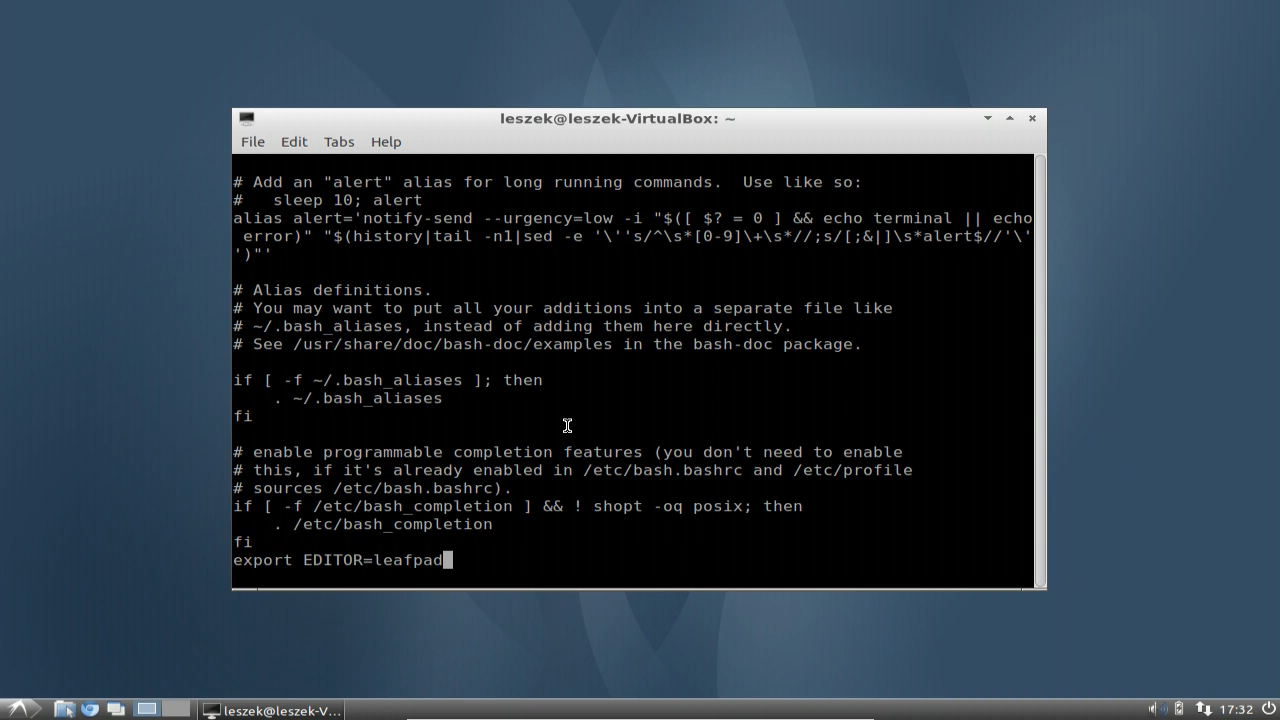 leszek@leszek-VirtualBox: ~
File Edit Tabs Help
# Add an "alert" alias for long running commands.  Use like so:
#   sleep 10; alert
alias alert='notify-send --urgency=low -i "$([ $? = 0 ] && echo terminal || echo
 error)" "$(history|tail -n1|sed -e '\''s/^\s*[0-9]\+\s*//;s/[;&|]\s*alert$//'\'
')"'
# Alias definitions.
# You may want to put all your additions into a separate file like
# ~/.bash_aliases, instead of adding them here directly.
# See /usr/share/doc/bash-doc/examples in the bash-doc package.
if [ -f ~/.bash_aliases ]; then
    . ~/.bash_aliases
fi
# enable programmable completion features (you don't need to enable
# this, if it's already enabled in /etc/bash.bashrc and /etc/profile
# sources /etc/bash.bashrc).
if [ -f /etc/bash_completion ] && ! shopt -oq posix; then
    . /etc/bash_completion
fi
export EDITOR=leafpad
leszek@leszek-V... 17:32